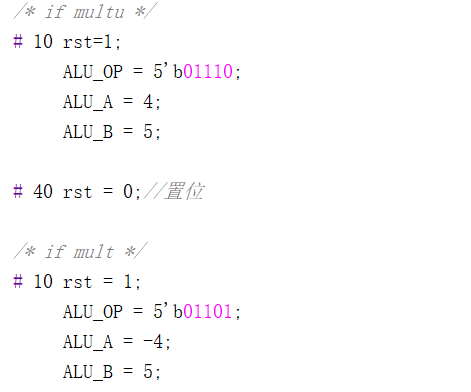 /* if multu */
# 10 rst=1;
ALU_OP = 5'b01110;
ALU_A = 4;
ALU_B = 5;
# 40 rst = 0;//置位
/* if mult */
# 10 rst = 1;
ALU_OP = 5'b01101;
ALU_A = -4;
ALU_B = 5;